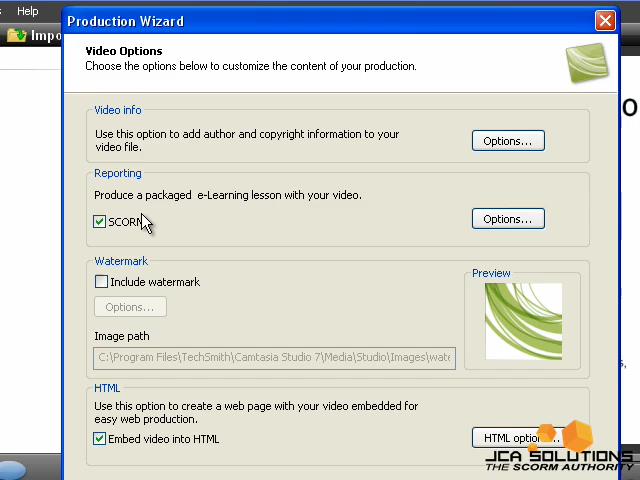 Help
Production Wizard
Impo
Video Options
Choose the options below to customize the content of your production.
Video info
Use this option to add author and copyright information to your
video file.
Options...
Reporting
Produce a packaged e-Learning lesson with your video.
SCORM
Options...
Watermark
Include watermark
Options...
Preview
Image path
C:\Program Files\TechSmith\Camtasia Studio 7\Media\Studio\Images\wate
HTML
Use this option to create a web page with your video embedded for
easy web production.
Embed video into HTML
HTML options...
JCA SOLUTIONS
THE SCORM AUTHORITY